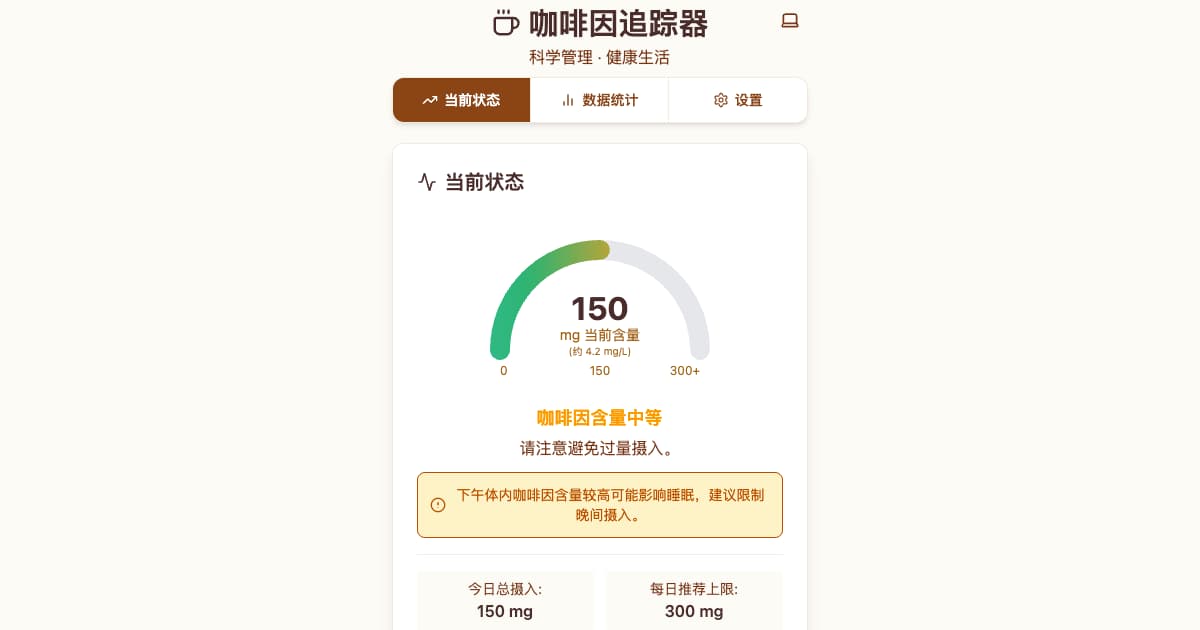 咖啡因追踪器
科学管理 · 健康生活
当前状态
数据统计
设置
当前状态
150
mg 当前含量
(约 4.2 mg/L)
0
150
300+
咖啡因含量中等
请注意避免过量摄入。
下午体内咖啡因含量较高可能影响睡眠，建议限制
晚间摄入。
今日总摄入:
150 mg
每日推荐上限:
300 mg